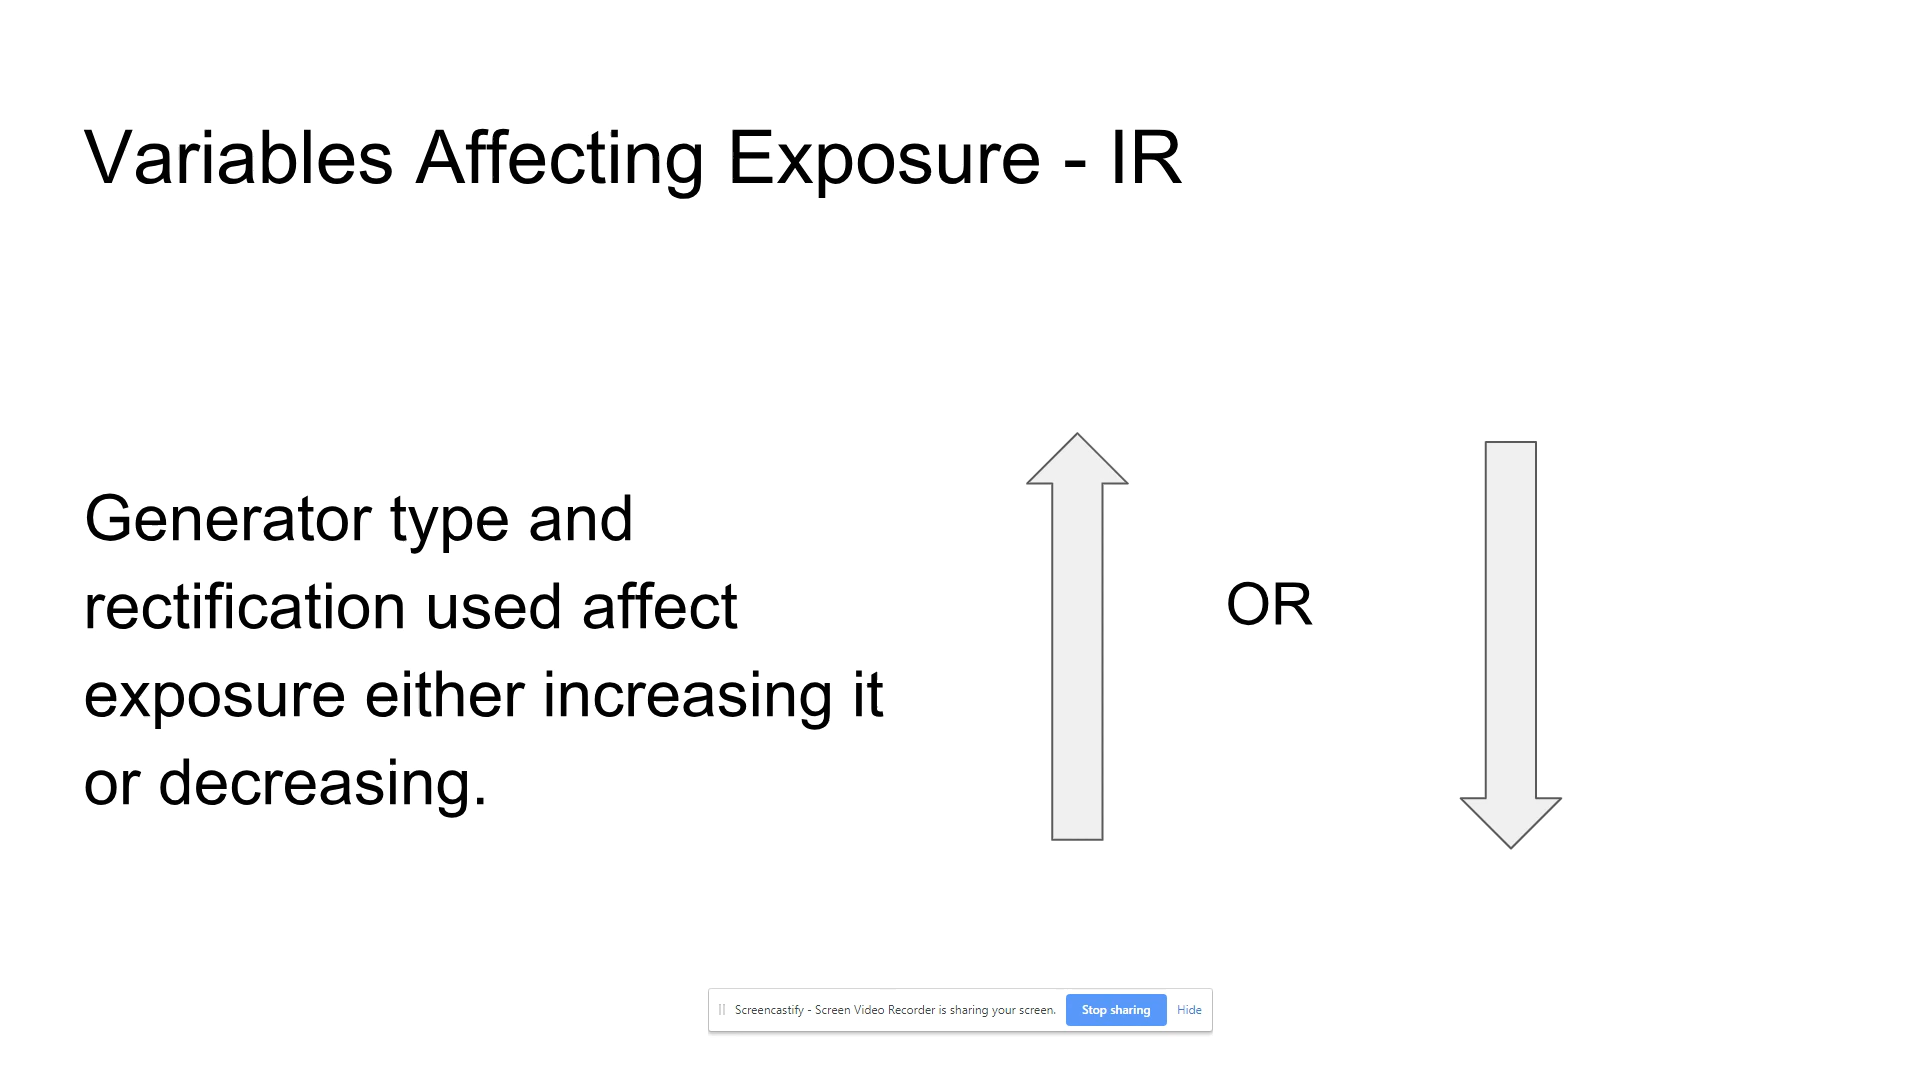 Variables Affecting Exposure - IR
Generator type and
rectification used affect
exposure either increasing it
or decreasing.
OR
Screencastify - Screen Video Recorder is sharing your screen. Stop sharing Hide